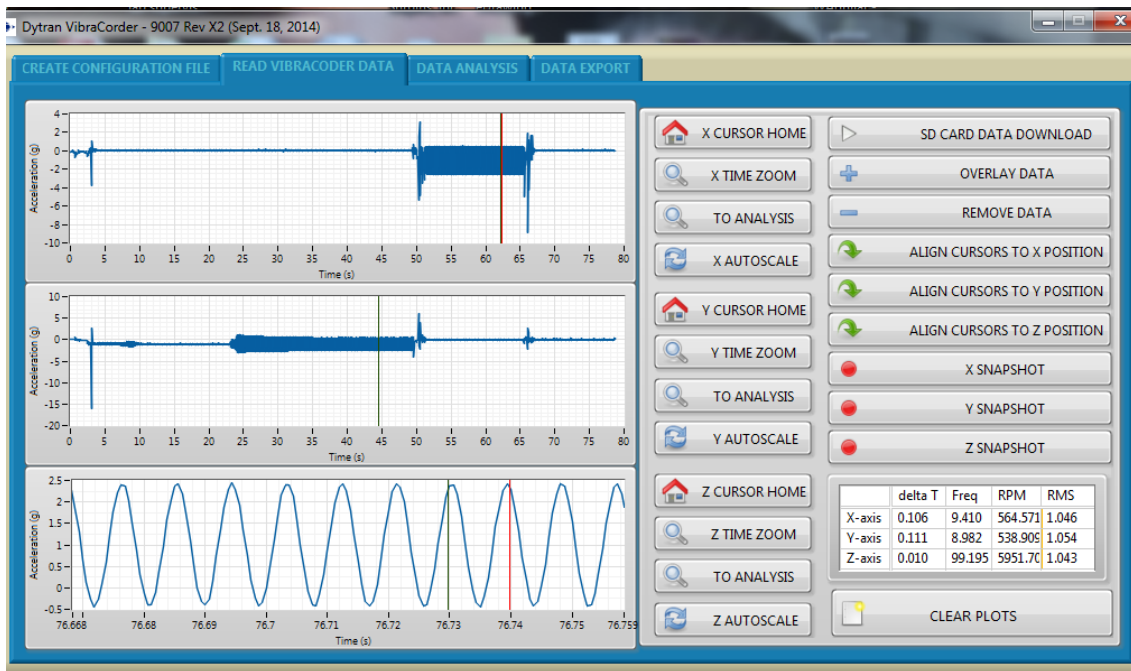 Dytran VibraCorder - 9007 Rev X2 (Sept. 18, 2014)
CREATE CONFIGURATION FILE READ VIBRACODER DATA DATA ANALYSIS DATA EXPORT
4
2
0
-2
-4
-6
-8
-10
Acceleration (g)
0 5 10 15 20 25 30 35 40 45 50 55 60 65 70 75 80
Time (s)
10
5
0
-5
-10
-15
-20
Acceleration (g)
0 5 10 15 20 25 30 35 40 45 50 55 60 65 70 75 80
Time (s)
2.5
2
1.5
1
0.5
0
-0.5
Acceleration (g)
76.668 76.68 76.69 76.7 76.71 76.72 76.73 76.74 76.75 76.759
Time (s)
X CURSOR HOME
X TIME ZOOM
TO ANALYSIS
X AUTOSCALE
Y CURSOR HOME
Y TIME ZOOM
TO ANALYSIS
Y AUTOSCALE
Z CURSOR HOME
Z TIME ZOOM
TO ANALYSIS
Z AUTOSCALE
SD CARD DATA DOWNLOAD
OVERLAY DATA
REMOVE DATA
ALIGN CURSORS TO X POSITION
ALIGN CURSORS TO Y POSITION
ALIGN CURSORS TO Z POSITION
X SNAPSHOT
Y SNAPSHOT
Z SNAPSHOT
delta T Freq RPM RMS
X-axis 0.106 9.410 564.571 1.046
Y-axis 0.111 8.982 538.909 1.054
Z-axis 0.010 99.195 5951.70 1.043
CLEAR PLOTS